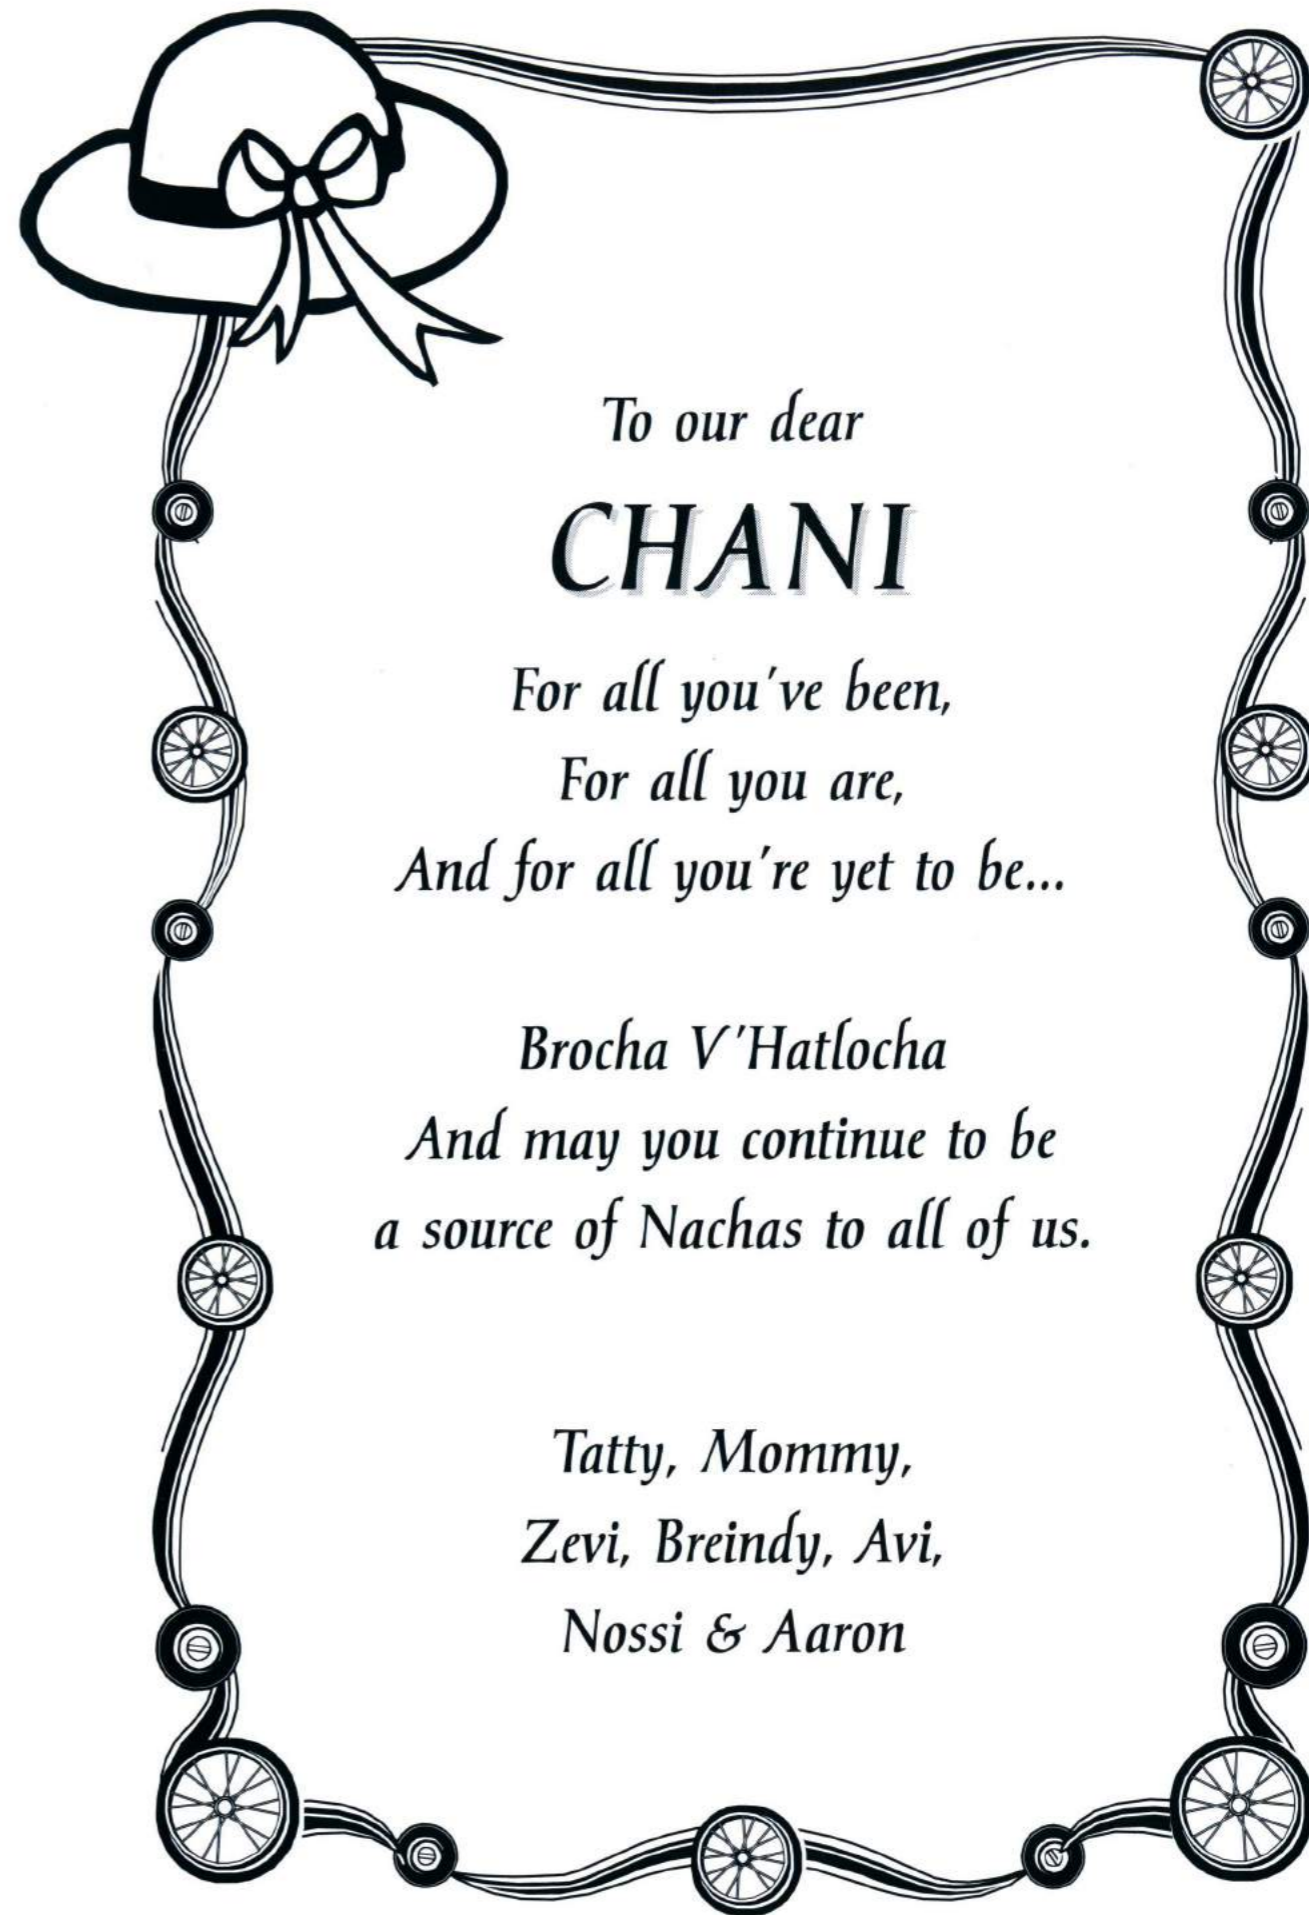 To our dear
CHANI
For all you've been,
For all you are,
And for all you're yet to be...
Brocha V'Hatlocha
And may you continue to be
a source of Nachas to all of us.
Tatty, Mommy,
Zevi, Breindy, Avi,
Nossi & Aaron